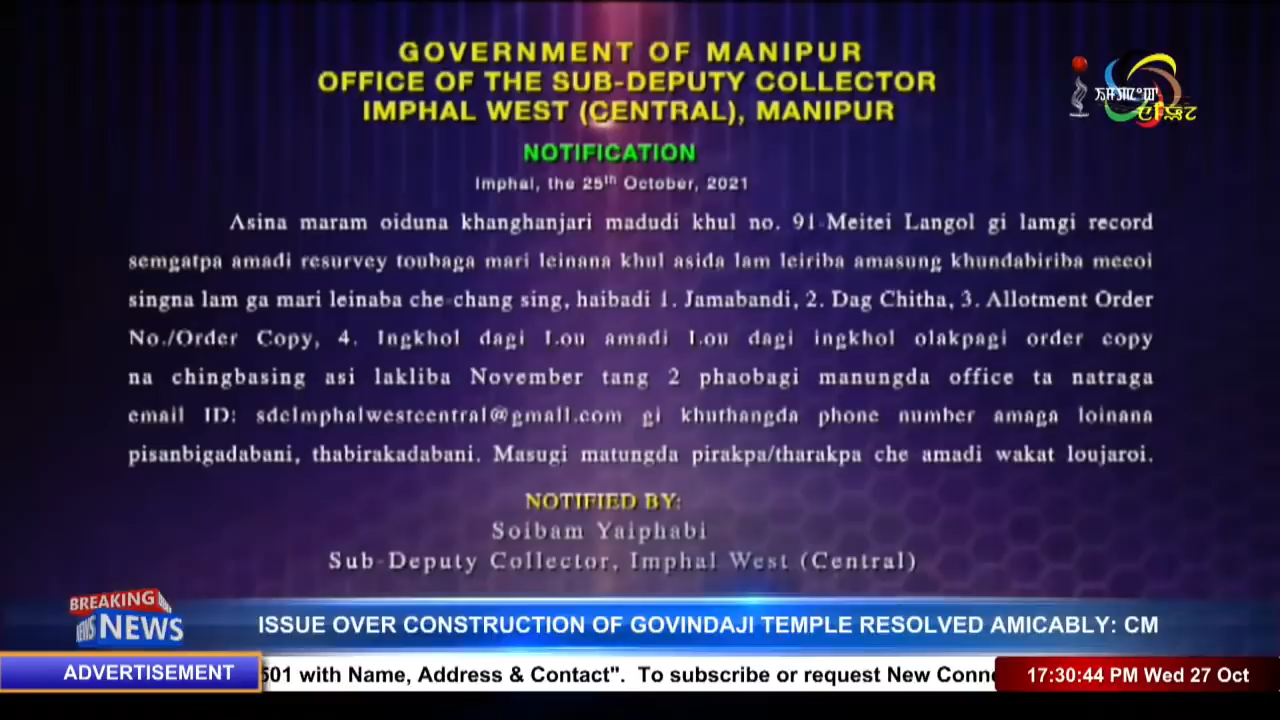 GOVERNMENT OF MANIPUR
OFFICE OF THE SUB-DEPUTY COLLECTOR
IMPHAL WEST (CENTRAL), MANIPUR
NOTIFICATION
Imphal, the 25th October, 2021
Asina maram oiduna khanghanjari madudi khul no. 91-Meitei Langol gi lamgi record
semgatpa amadi resurvey toubaga mari leinana khul asida lam leiriba amasung khundabiriba meeoi
singna lam ga mari leinaba che-chang sing, haibadi 1. Jamabandi, 2. Dag Chitha, 3. Allotment Order
No./Order Copy, 4. Ingkhol dagi Lou amadi Lou dagi ingkhol olakpagi order copy
na chingbasing asi lakliba November tang 2 phaobagi manungda office ta natraga
email ID: sdcimphalwestcentral@gmail.com gi khuthangda phone number amaga loinana
pisanbigadabani, thabirakadabani. Masugi matungda pirakpa/tharakpa che amadi wakat loujaroi.
NOTIFIED BY:
Soibam Yaiphabi
Sub-Deputy Collector, Imphal West (Central)
BREAKING
NEWS NEWS
ISSUE OVER CONSTRUCTION OF GOVINDAJI TEMPLE RESOLVED AMICABLY: CM
ADVERTISEMENT
501 with Name, Address & Contact". To subscribe or request New Conne
17:30:44 PM Wed 27 Oct